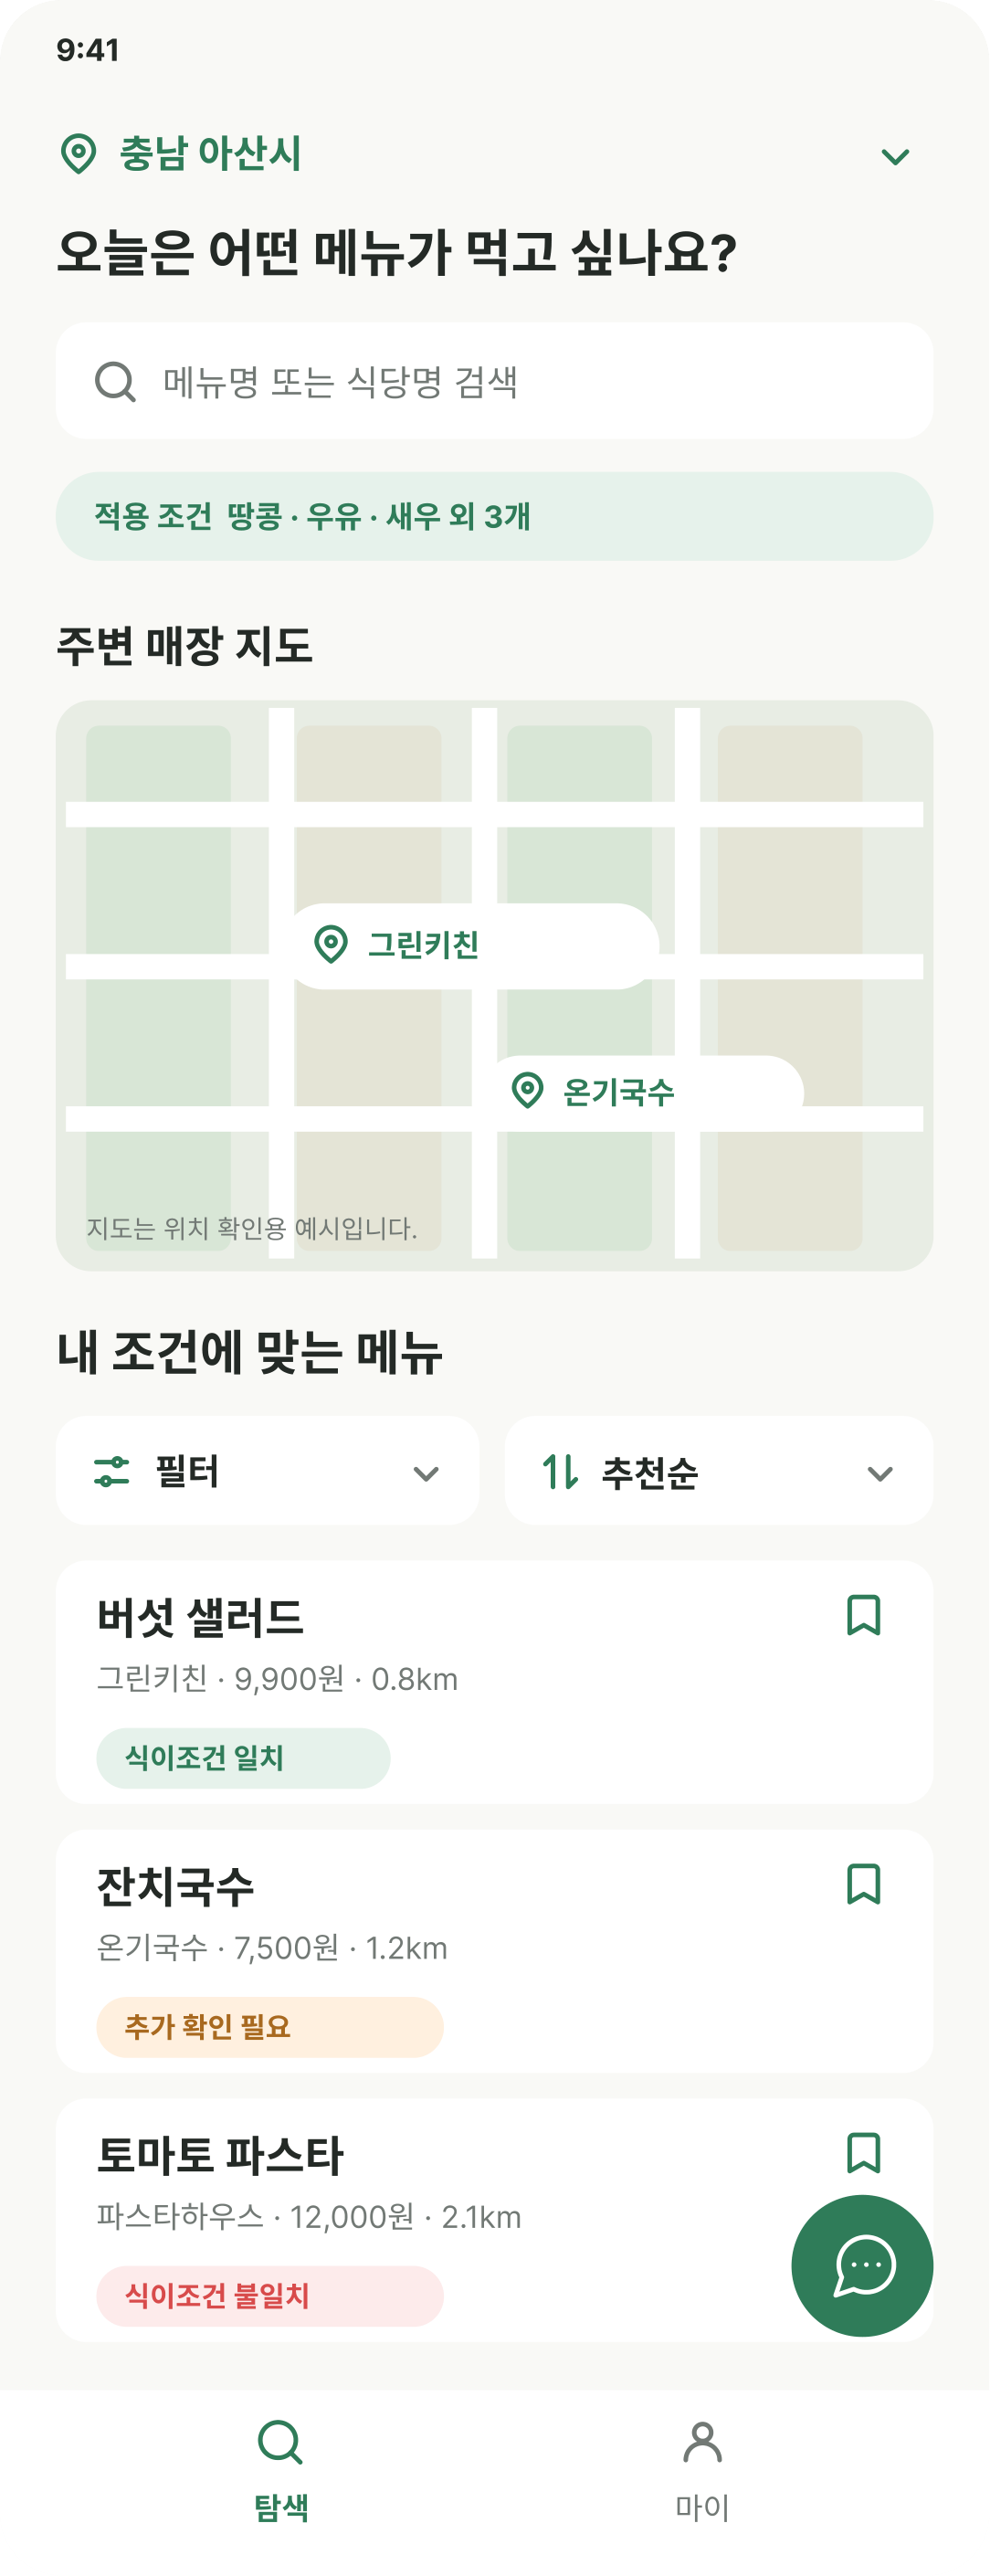 9:41
충남 아산시
오늘은 어떤 메뉴가 먹고 싶나요?
메뉴명 또는 식당명 검색
적용 조건 땅콩 · 우유 · 새우 외 3개
주변 매장 지도
그린키친
온기국수
지도는 위치 확인용 예시입니다.
내 조건에 맞는 메뉴
필터
추천순
버섯 샐러드
그린키친 · 9,900원 · 0.8km
식이조건 일치
잔치국수
온기국수 · 7,500원 · 1.2km
추가 확인 필요
토마토 파스타
파스타하우스 · 12,000원 · 2.1km
식이조건 불일치
탐색
마이